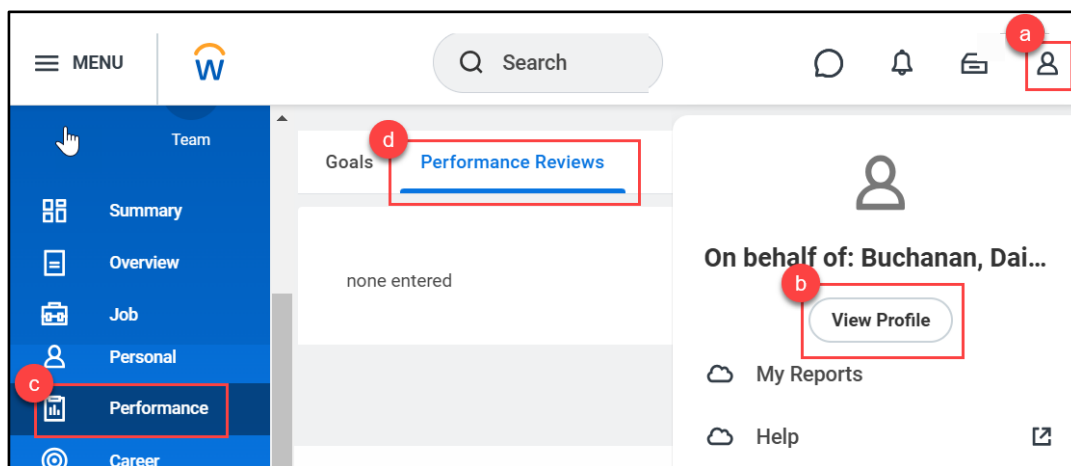 MENU
W
Search
a
Team
d
Goals
Performance Reviews
Summary
Overview
none entered
On behalf of: Buchanan, Dai...
b
View Profile
Job
Personal
My Reports
c
Performance
Help
Career